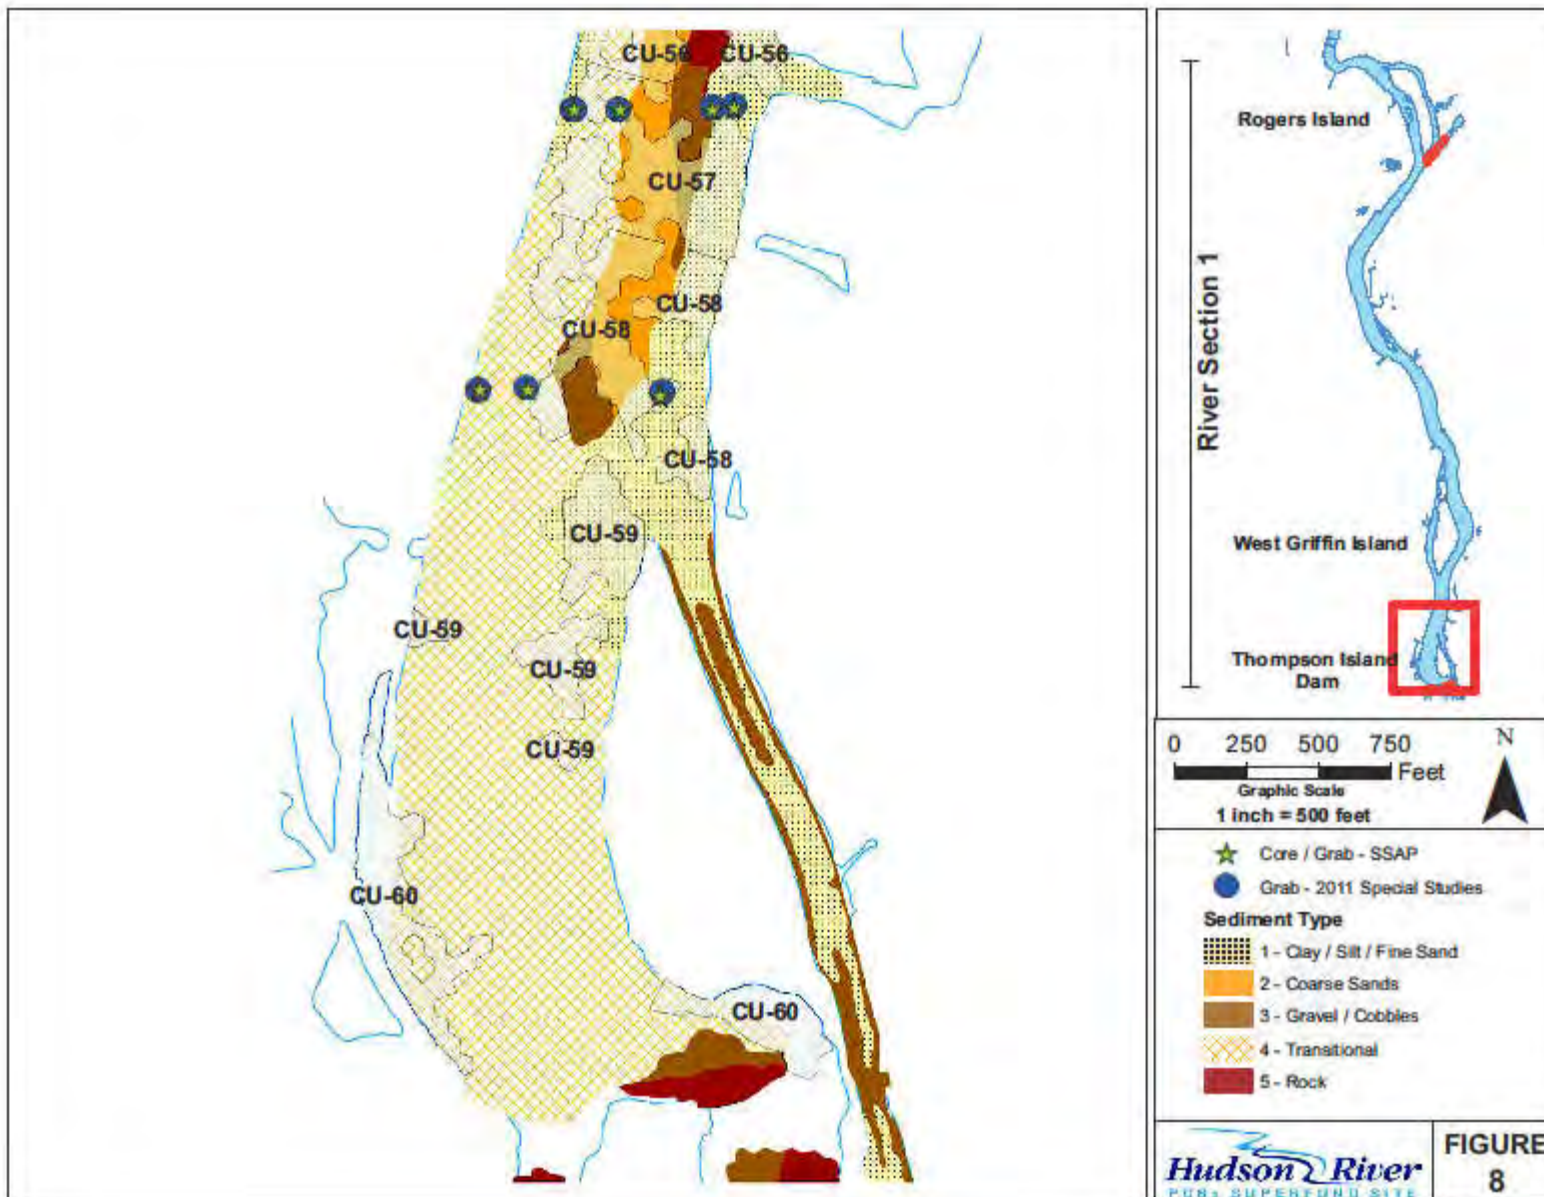 CU-56
CU-56
CU-57
CU-58
CU-58
CU-58
CU-59
CU-59
CU-59
CU-59
CU-60
CU-60
Rogers Island
River Section 1
West Griffin Island
Thompson Island
Dam
0 250 500 750
Feet
Graphic Scale
1 inch = 500 feet
N
Core / Grab - SSAP
Grab - 2011 Special Studies
Sediment Type
1 - Clay / Silt / Fine Sand
2 - Coarse Sands
3 - Gravel / Cobbles
4 - Transitional
5 - Rock
Hudson River
PCBs SUPERFUND SITE
FIGURE
8